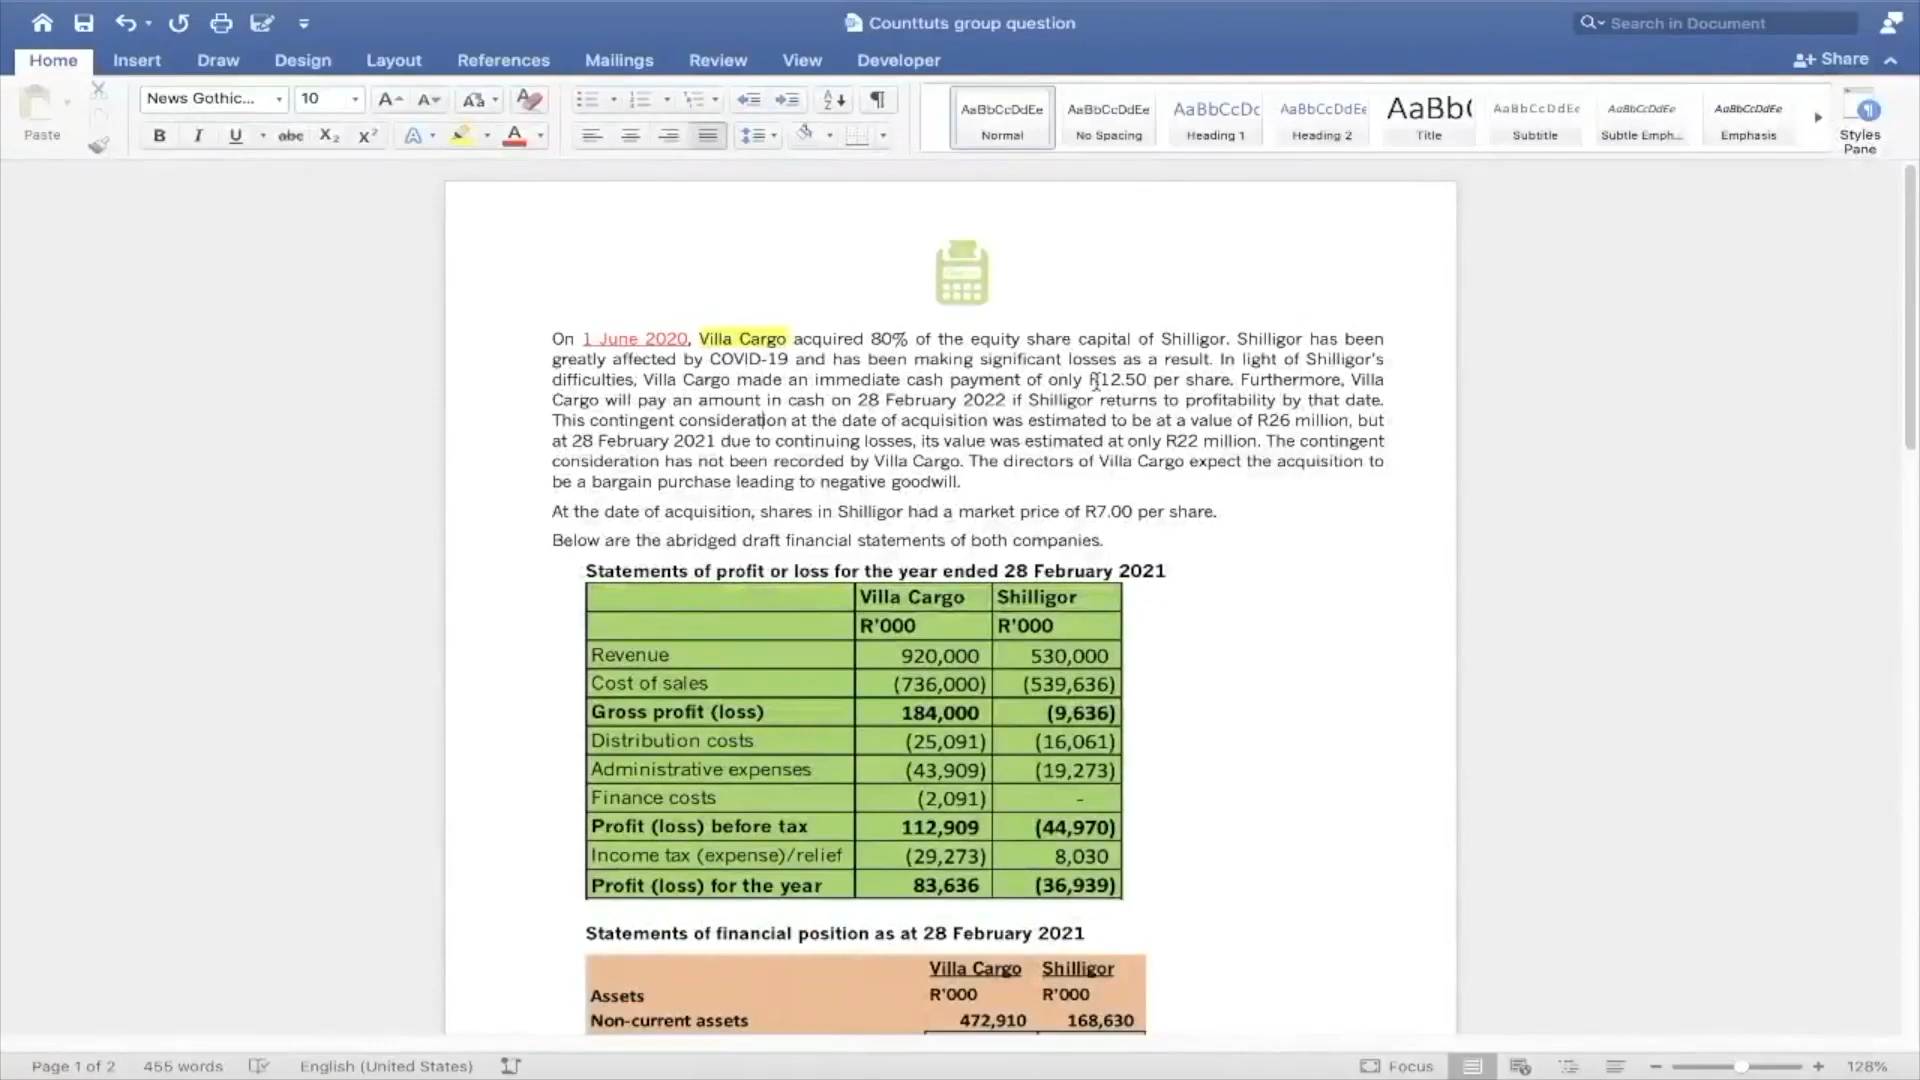 Counttuts group question
Search in Document
Home Insert Draw Design Layout References Mailings Review View Developer
Share
Paste
News Gothic... 10
AaBbCcDdEe AaBbCcDdEe AaBbCcDc AaBbCcDdEe AaBb( AaBbCcDdEe AaBbCcDdEe AaBbCcDdEe
Normal No Spacing Heading 1 Heading 2 Title Subtitle Subtle Emph... Emphasis
Styles
Pane
On 1 June 2020, Villa Cargo acquired 80% of the equity share capital of Shilligor. Shilligor has been
greatly affected by COVID-19 and has been making significant losses as a result. In light of Shilligor's
difficulties, Villa Cargo made an immediate cash payment of only R12.50 per share. Furthermore, Villa
Cargo will pay an amount in cash on 28 February 2022 if Shilligor returns to profitability by that date.
This contingent consideration at the date of acquisition was estimated to be at a value of R26 million, but
at 28 February 2021 due to continuing losses, its value was estimated at only R22 million. The contingent
consideration has not been recorded by Villa Cargo. The directors of Villa Cargo expect the acquisition to
be a bargain purchase leading to negative goodwill.
At the date of acquisition, shares in Shilligor had a market price of R7.00 per share.
Below are the abridged draft financial statements of both companies.
Statements of profit or loss for the year ended 28 February 2021
Villa Cargo Shilligor
R'000 R'000
Revenue 920,000 530,000
Cost of sales (736,000) (539,636)
Gross profit (loss) 184,000 (9,636)
Distribution costs (25,091) (16,061)
Administrative expenses (43,909) (19,273)
Finance costs (2,091) -
Profit (loss) before tax 112,909 (44,970)
Income tax (expense)/relief (29,273) 8,030
Profit (loss) for the year 83,636 (36,939)
Statements of financial position as at 28 February 2021
Villa Cargo Shilligor
Assets R'000 R'000
Non-current assets 472,910 168,630
Page 1 of 2 455 words English (United States) Focus 128%